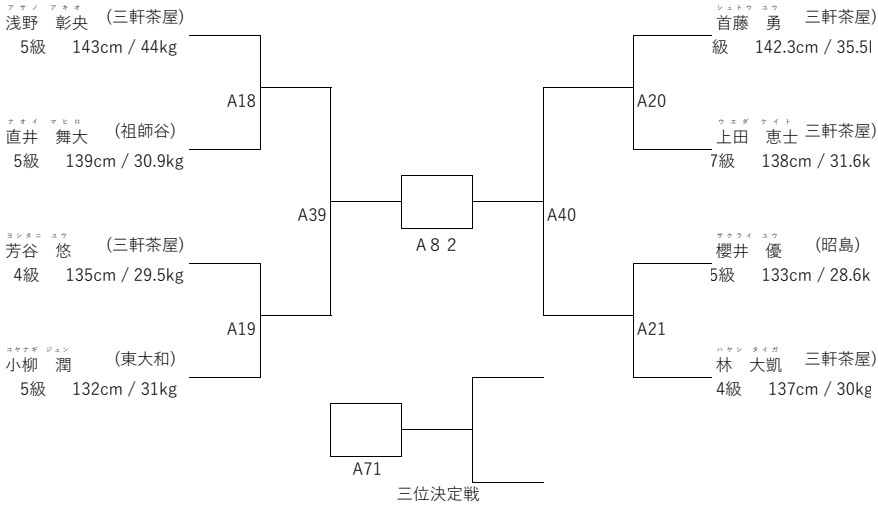 アサノ アキオ
浅野 彰央 (三軒茶屋)
5級 143cm / 44kg
A18
ナオイ マヒロ
直井 舞大 (祖師谷)
5級 139cm / 30.9kg
A39
ヨシタニ ユウ
芳谷 悠 (三軒茶屋)
4級 135cm / 29.5kg
A19
コヤナギ ジュン
小柳 潤 (東大和)
5級 132cm / 31kg
A８２
シュトウ ユウ
首藤 勇 三軒茶屋)
級 142.3cm / 35.5
A20
ウエダ ケイト
上田 恵士 三軒茶屋)
7級 138cm / 31.6k
A40
サクライ ユウ
櫻井 優 (昭島)
5級 133cm / 28.6k
A21
ハヤシ タイガ
林 大凱 三軒茶屋)
4級 137cm / 30kg
A71
三位決定戦